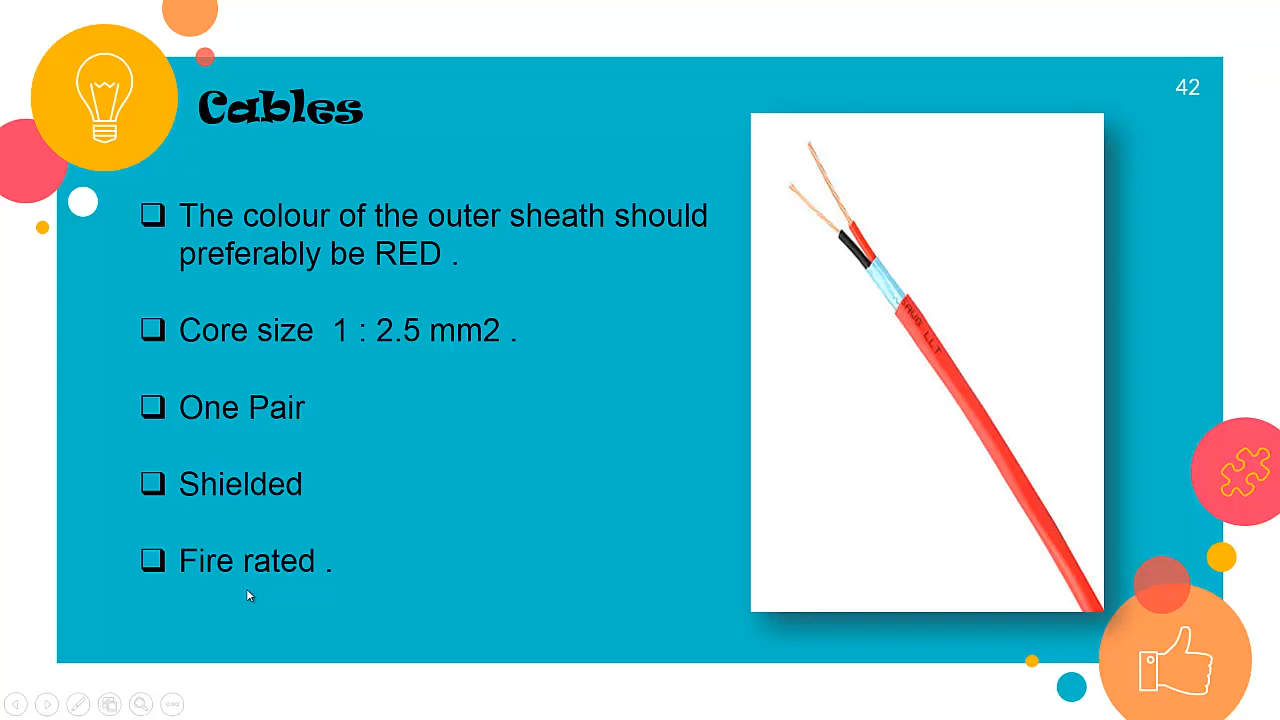 42
Cables
The colour of the outer sheath should
preferably be RED .
Core size 1 : 2.5 mm2 .
One Pair
Shielded
Fire rated .